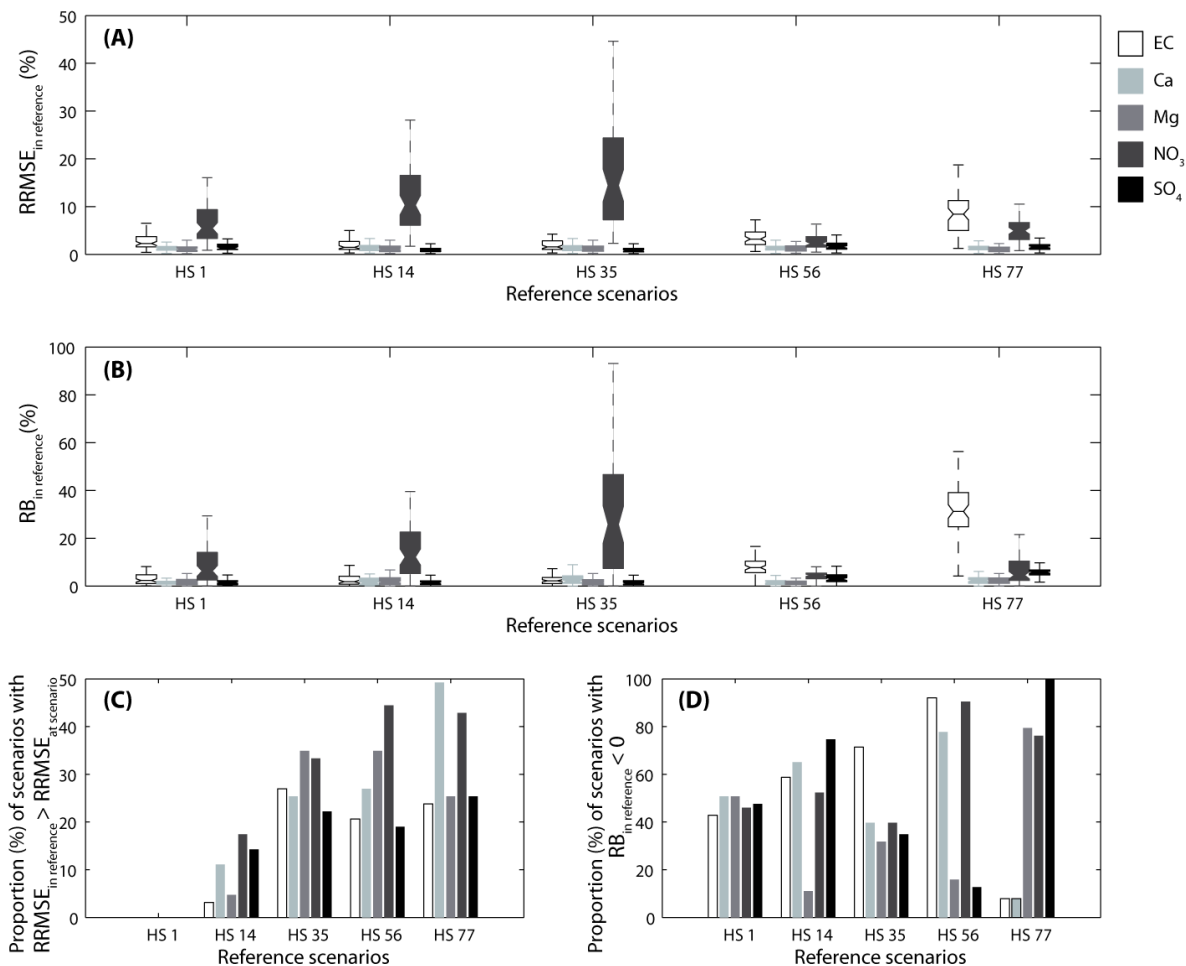 (A)
RRMSE in reference (%)
50
40
30
20
10
0
HS 1 HS 14 HS 35 HS 56 HS 77
Reference scenarios
EC
Ca
Mg
NO3
SO4
(B)
RB in reference (%)
100
80
60
40
20
0
HS 1 HS 14 HS 35 HS 56 HS 77
Reference scenarios
(C)
Proportion (%) of scenarios with
RRMSE in reference > RRMSE at scenario
50
40
30
20
10
0
HS 1 HS 14 HS 35 HS 56 HS 77
Reference scenarios
(D)
Proportion (%) of scenarios with
RB in reference < 0
100
80
60
40
20
0
HS 1 HS 14 HS 35 HS 56 HS 77
Reference scenarios